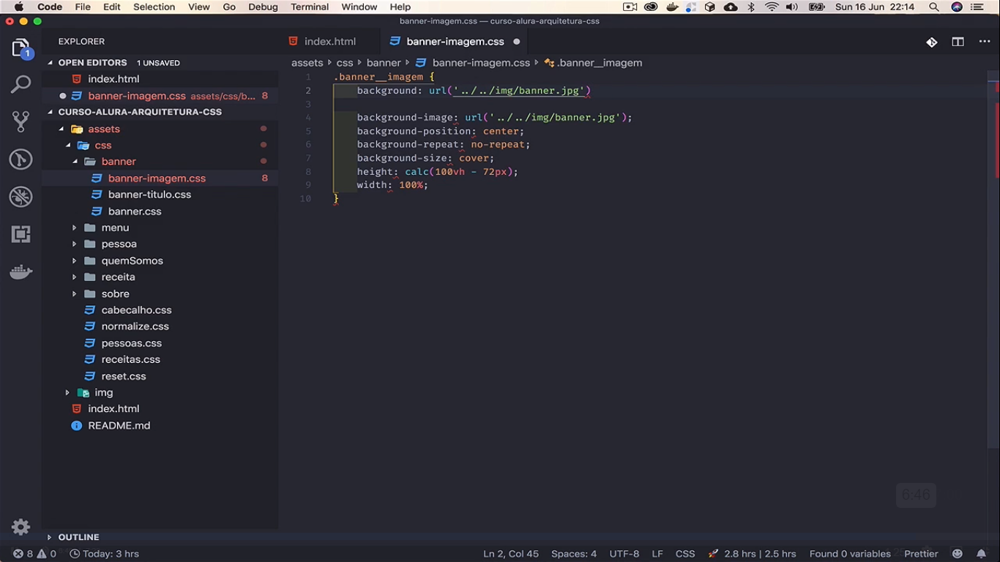 Code File Edit Selection View Go Debug Terminal Window Help Sun 16 Jun 22:14
banner-imagem.css — curso-alura-arquitetura-css
EXPLORER
index.html
banner-imagem.css
1
OPEN EDITORS 1 UNSAVED
index.html
banner-imagem.css assets/css/b... 8
CURSO-ALURA-ARQUITETURA-CSS
assets
css
banner
banner-imagem.css 8
banner-titulo.css
banner.css
menu
pessoa
quemSomos
receita
sobre
cabecalho.css
normalize.css
pessoas.css
receitas.css
reset.css
img
index.html
README.md
OUTLINE
assets css banner banner-imagem.css .banner__imagem
1 .banner__imagem {
2 background: url('../../img/banner.jpg')
3
4 background-image: url('../../img/banner.jpg');
5 background-position: center;
6 background-repeat: no-repeat;
7 background-size: cover;
8 height: calc(100vh - 72px);
9 width: 100%;
10 }
6:46
8 0 Today: 3 hrs Ln 2, Col 45 Spaces: 4 UTF-8 LF CSS 2.8 hrs | 2.5 hrs Found 0 variables Prettier